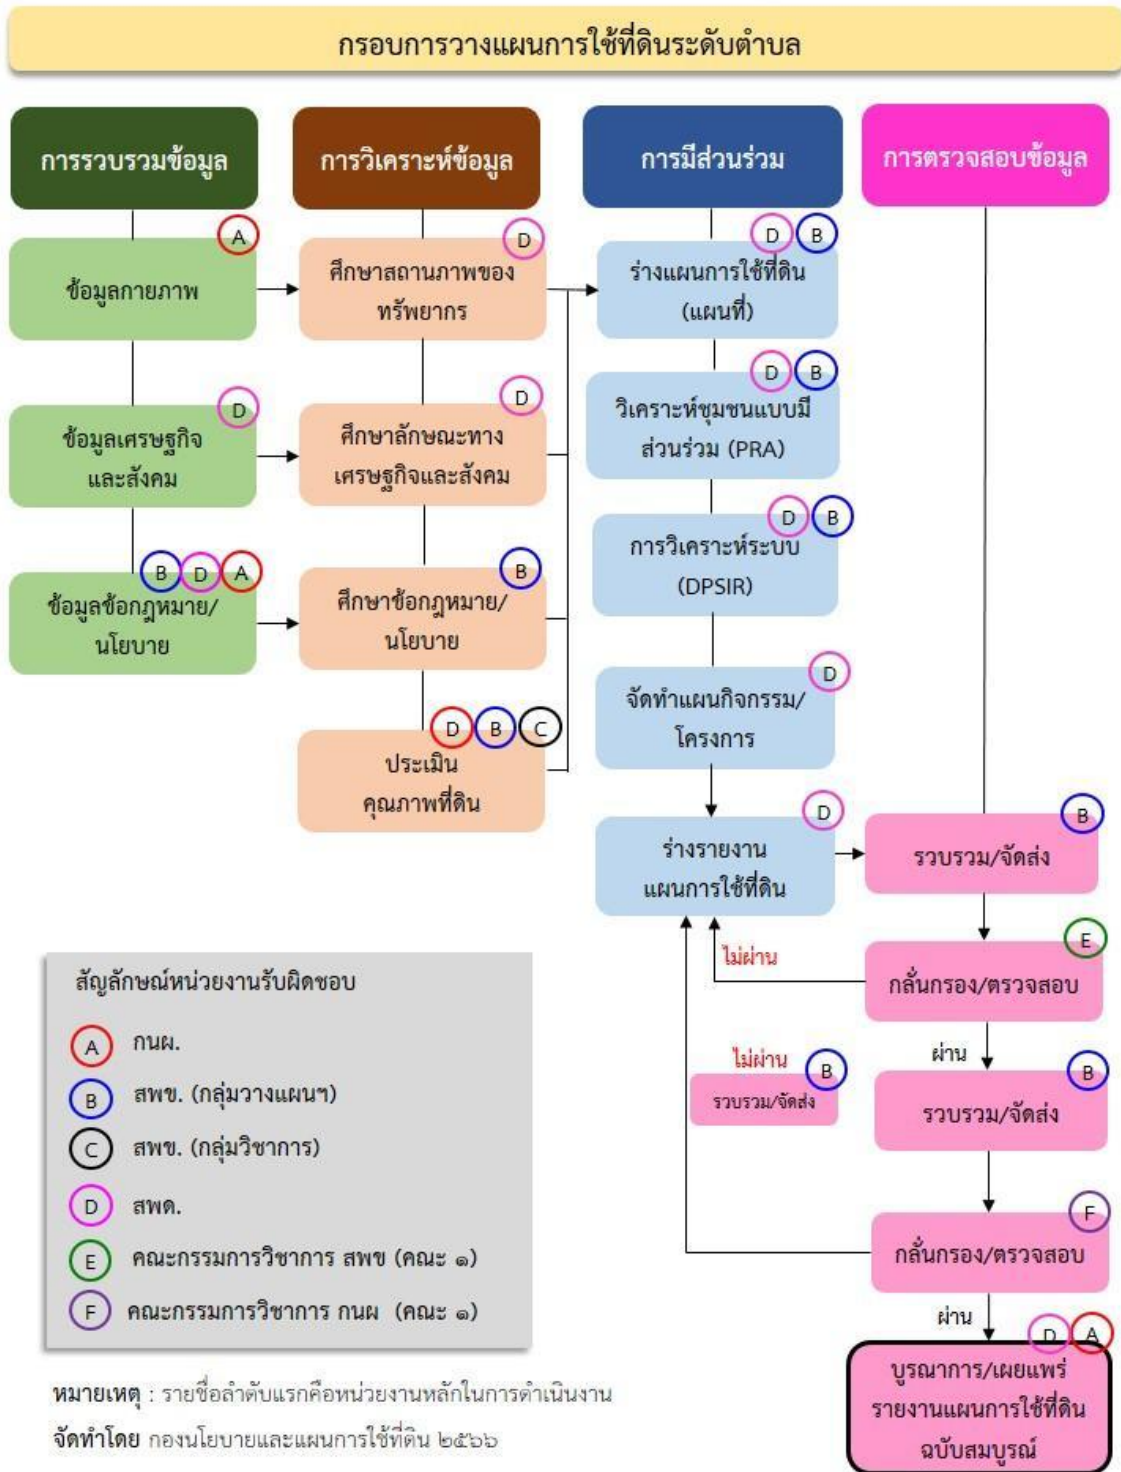 กรอบการวางแผนการใช้ที่ดินระดับตำบล
การรวบรวมข้อมูล
การวิเคราะห์ข้อมูล
การมีส่วนร่วม
การตรวจสอบข้อมูล
A
ข้อมูลกายภาพ
D
ศึกษาสถานภาพของ
ทรัพยากร
D B
ร่างแผนการใช้ที่ดิน
(แผนที่)
D
ข้อมูลเศรษฐกิจ
และสังคม
D
ศึกษาลักษณะทาง
เศรษฐกิจและสังคม
D B
วิเคราะห์ชุมชนแบบมี
ส่วนร่วม (PRA)
B D A
ข้อมูลข้อกฎหมาย/
นโยบาย
B
ศึกษาข้อกฎหมาย/
นโยบาย
D B
การวิเคราะห์ระบบ
(DPSIR)
D B C
ประเมิน
คุณภาพที่ดิน
D
จัดทำแผนกิจกรรม/
โครงการ
D
ร่างรายงาน
แผนการใช้ที่ดิน
B
รวบรวม/จัดส่ง
E
กลั่นกรอง/ตรวจสอบ
ไม่ผ่าน
ผ่าน
ไม่ผ่าน
B
รวบรวม/จัดส่ง
B
รวบรวม/จัดส่ง
F
กลั่นกรอง/ตรวจสอบ
ผ่าน
D A
บูรณาการ/เผยแพร่
รายงานแผนการใช้ที่ดิน
ฉบับสมบูรณ์
สัญลักษณ์หน่วยงานรับผิดชอบ
A กนผ.
B สพข. (กลุ่มวางแผนฯ)
C สพข. (กลุ่มวิชาการ)
D สพด.
E คณะกรรมการวิชาการ สพข (คณะ ๑)
F คณะกรรมการวิชาการ กนผ (คณะ ๑)
หมายเหตุ : รายชื่อลำดับแรกคือหน่วยงานหลักในการดำเนินงาน
จัดทำโดย กองนโยบายและแผนการใช้ที่ดิน ๒๕๖๖